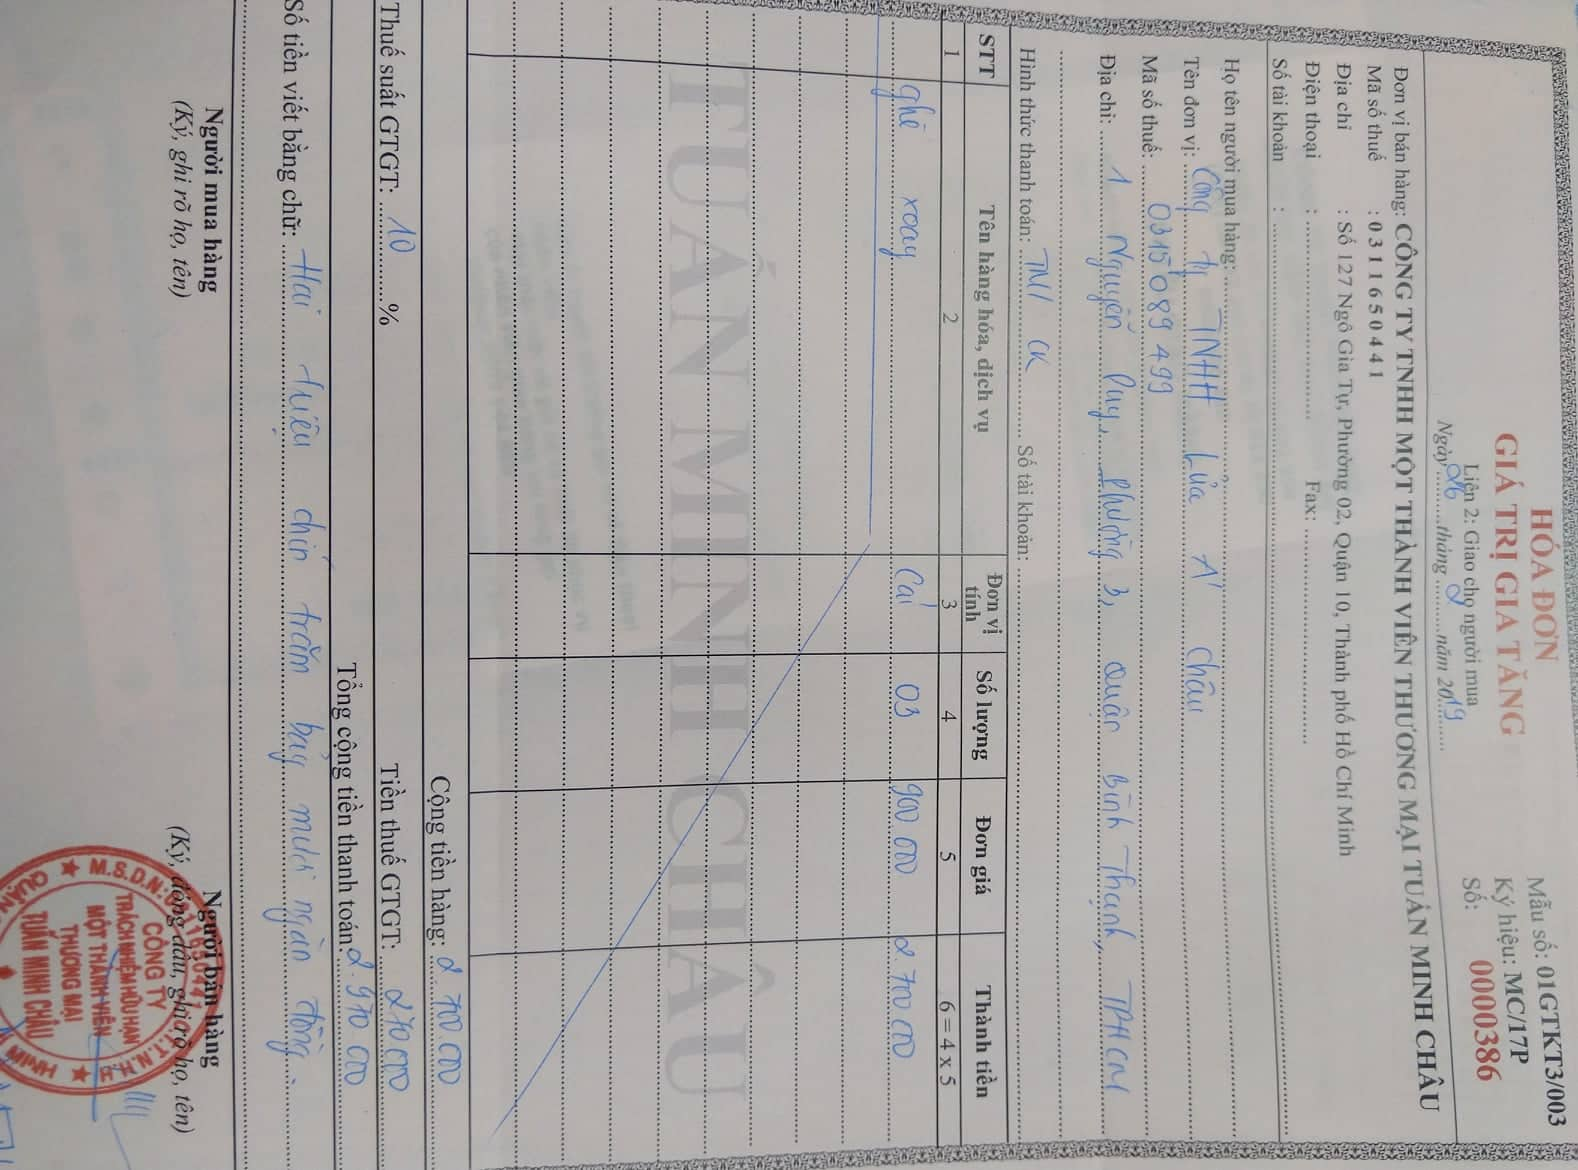 HÓA ĐƠN
GIÁ TRỊ GIA TĂNG
Liên 2: Giao cho người mua
Ngày 26 tháng 2 năm 2019
Mẫu số: 01GTKT3/003
Ký hiệu: MC/17P
Số: 0000386
Đơn vị bán hàng: CÔNG TY TNHH MỘT THÀNH VIÊN THƯƠNG MẠI TUẤN MINH CHÂU
Mã số thuế : 0311650441
Địa chỉ : Số 127 Ngô Gia Tự, Phường 02, Quận 10, Thành phố Hồ Chí Minh
Điện thoại : Fax:
Số tài khoản :
Họ tên người mua hàng:
Tên đơn vị: Công ty TNHH Lửa Á Châu
Mã số thuế: 0315089499
Địa chỉ: 1 Nguyễn Duy, Phường 3, Quận Bình Thạnh, TPHCM
Hình thức thanh toán: TM/CK Số tài khoản:
STT Tên hàng hóa, dịch vụ Đơn vị tính Số lượng Đơn giá Thành tiền
1 2 3 4 5 6 = 4 x 5
ghế xoay Cái 03 900 000 2 700 000
TUẤN MINH CHÂU
Cộng tiền hàng: 2.700.000
Thuế suất GTGT: 10 % Tiền thuế GTGT: 270 000
Tổng cộng tiền thanh toán: 2.970 000
Số tiền viết bằng chữ: Hai triệu chín trăm bảy mươi ngàn đồng
Người mua hàng Người bán hàng
(Ký, ghi rõ họ, tên) (Ký, đóng dấu, ghi rõ họ, tên)
CÔNG TY
TRÁCH NHIỆM HỮU HẠN
MỘT THÀNH VIÊN
THƯƠNG MẠI
TUẤN MINH CHÂU